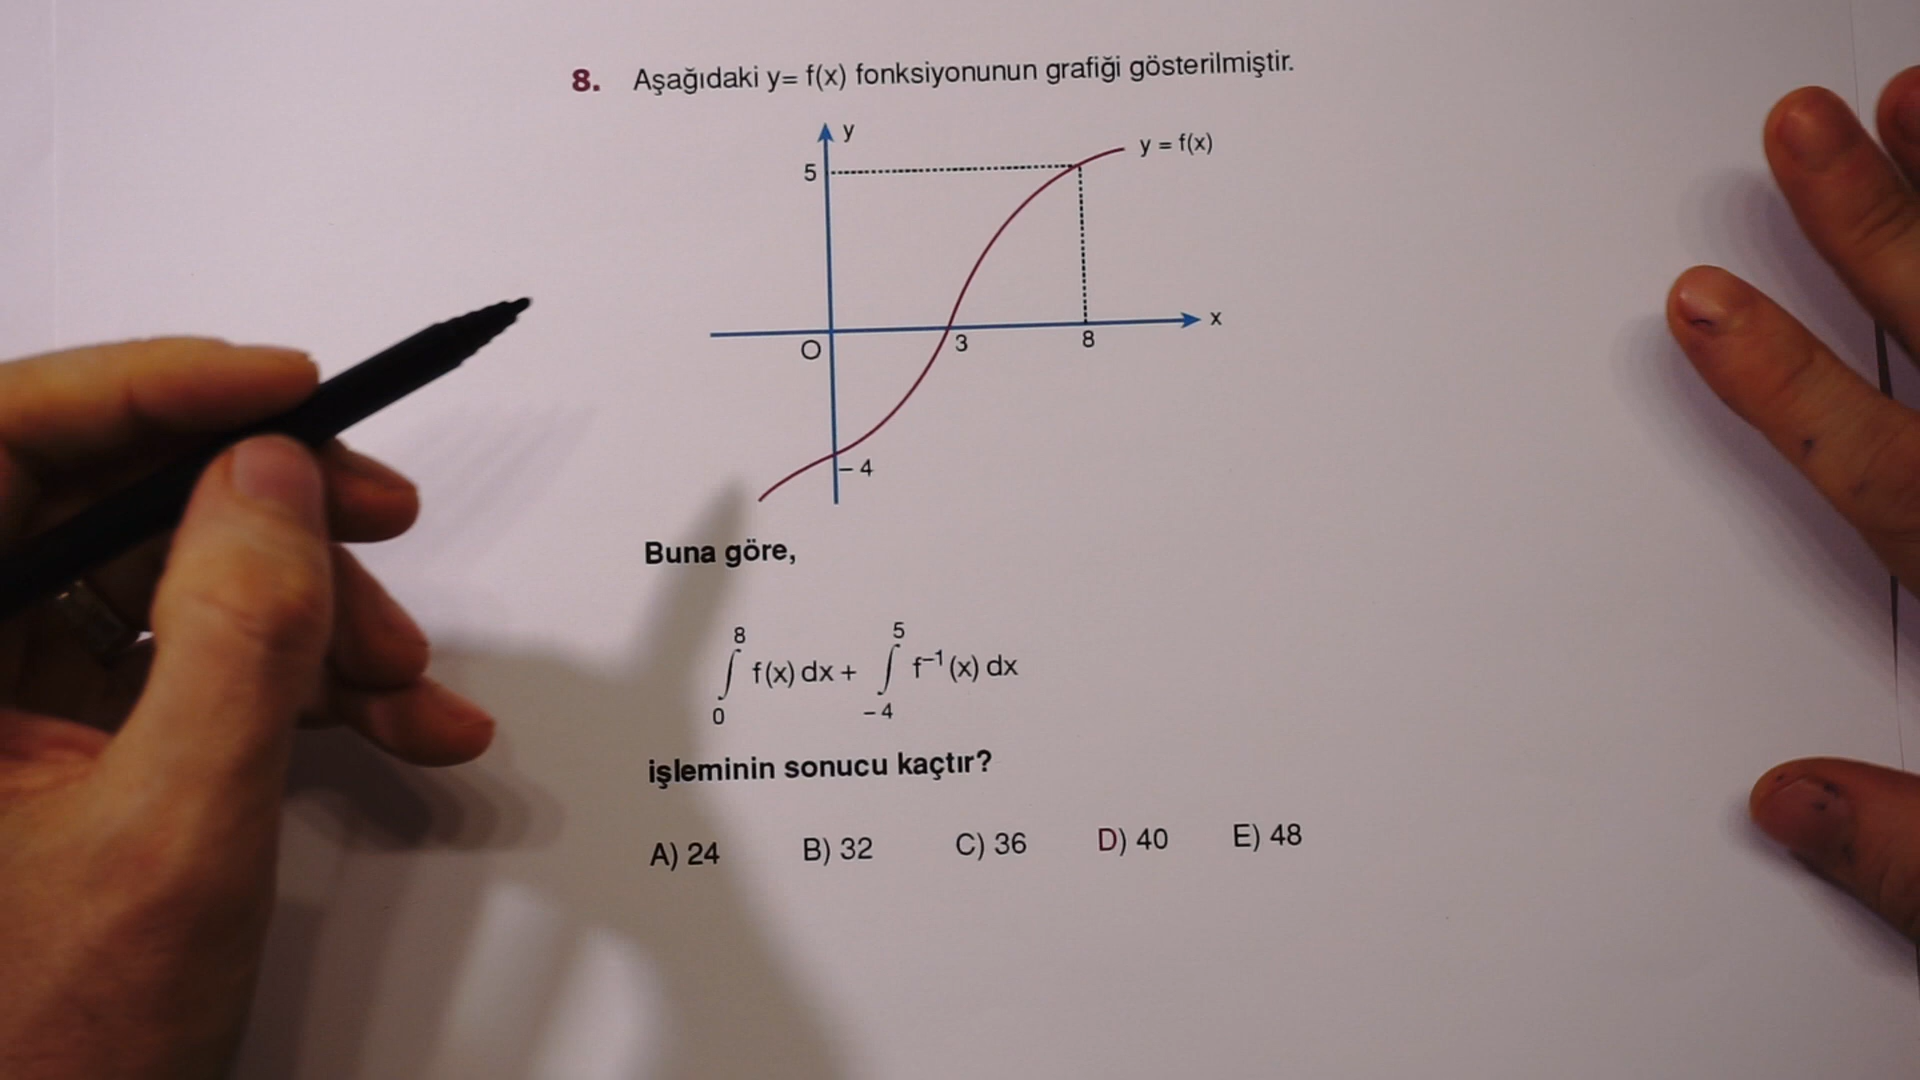 8. Aşağıdaki y= f(x) fonksiyonunun grafiği gösterilmiştir.
y
y = f(x)
5
x
O
3
8
– 4
Buna göre,
8
5
∫ f(x) dx + ∫ f⁻¹ (x) dx
0
– 4
işleminin sonucu kaçtır?
A) 24 B) 32 C) 36 D) 40 E) 48